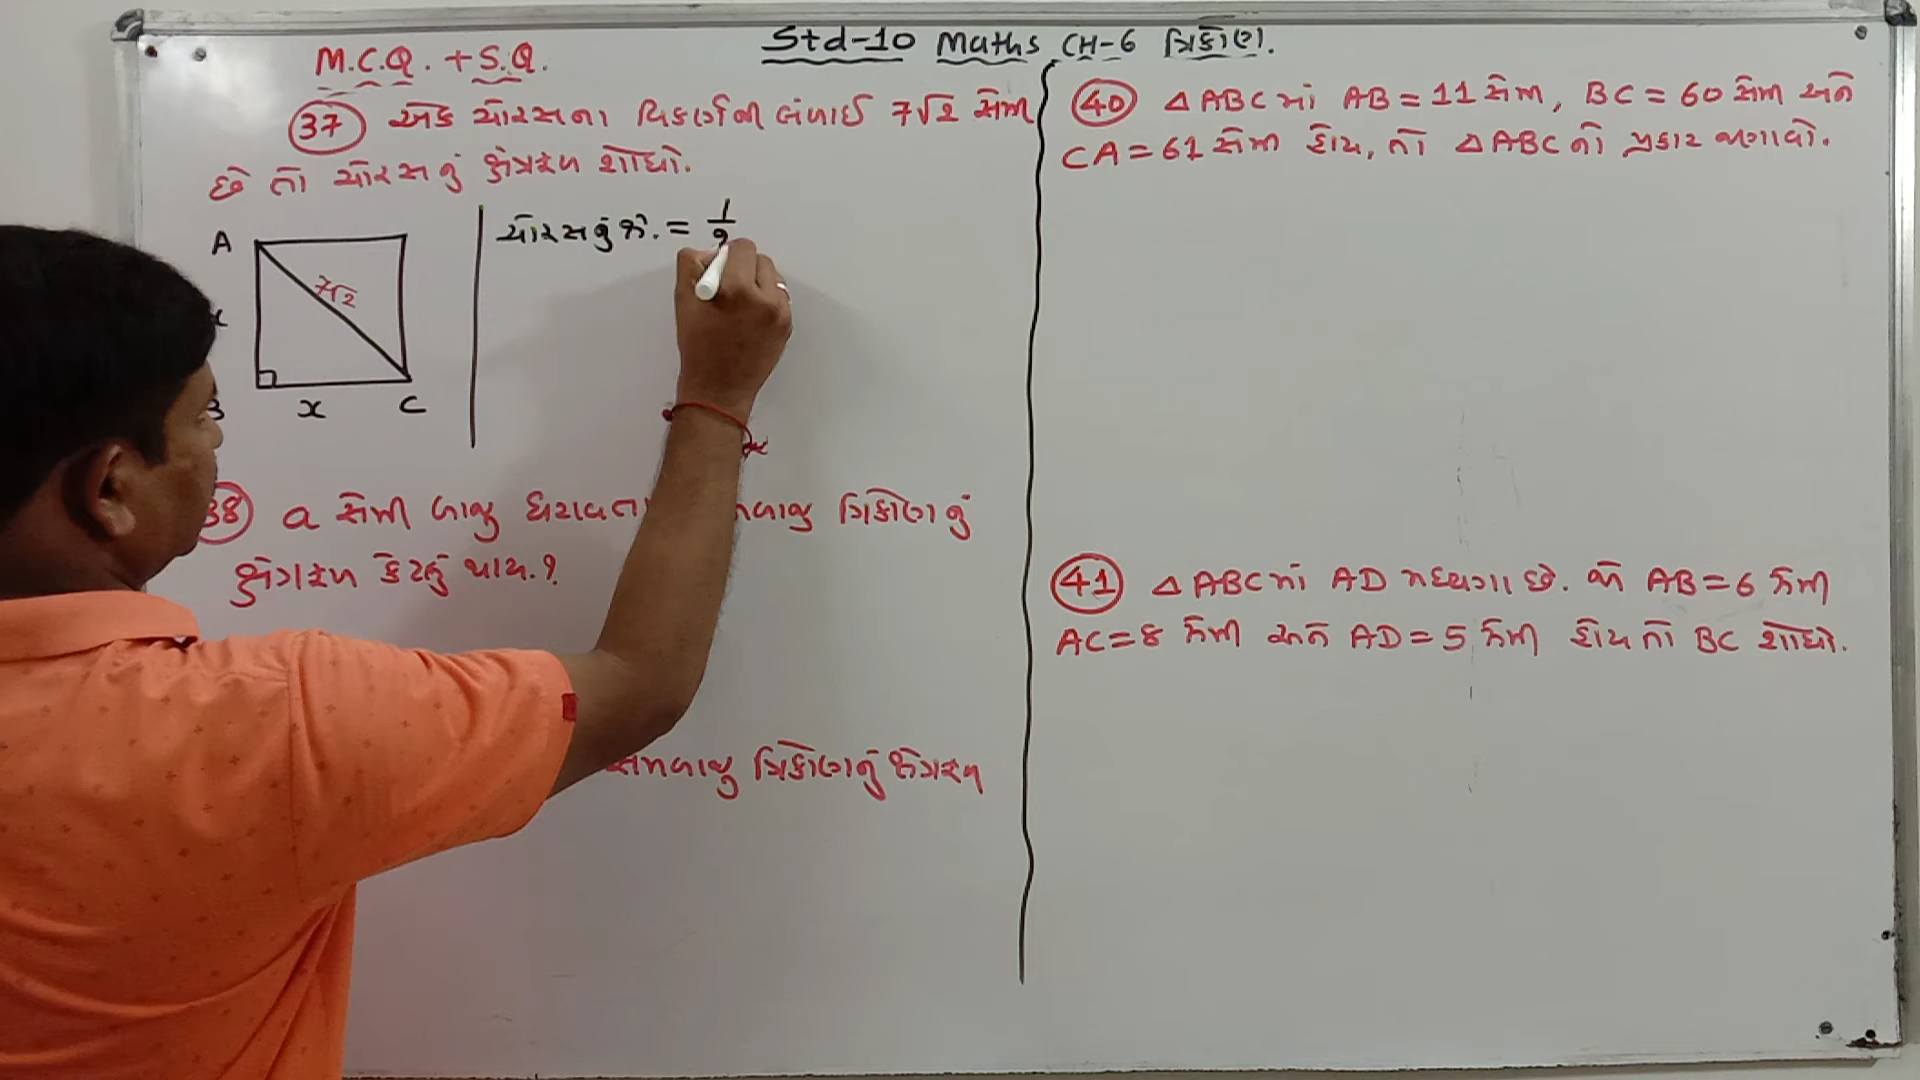 Std-10 Maths CH-6 ત્રિકોણ.
M.C.Q. + S.Q.
37 એક ચોરસના વિકર્ણની લંબાઈ 7√2 સેમી
છે તો ચોરસનું ક્ષેત્રફળ શોધો.
A
7√2
B x C
ચોરસનું ક્ષે. = 1/2
38 a સેમી બાજુ ધરાવતા ત્રિકોણનું
ક્ષેત્રફળ કેટલું થાય.?
સમબાજુ ત્રિકોણનું ક્ષેત્રફળ
40 △ABC માં AB = 11 સેમી, BC = 60 સેમી અને
CA = 61 સેમી હોય, તો △ABC નો પ્રકાર જણાવો.
41 △ABC માં AD મધ્યગા છે. જો AB = 6 સેમી
AC = 8 સેમી અને AD = 5 સેમી હોય તો BC શોધો.